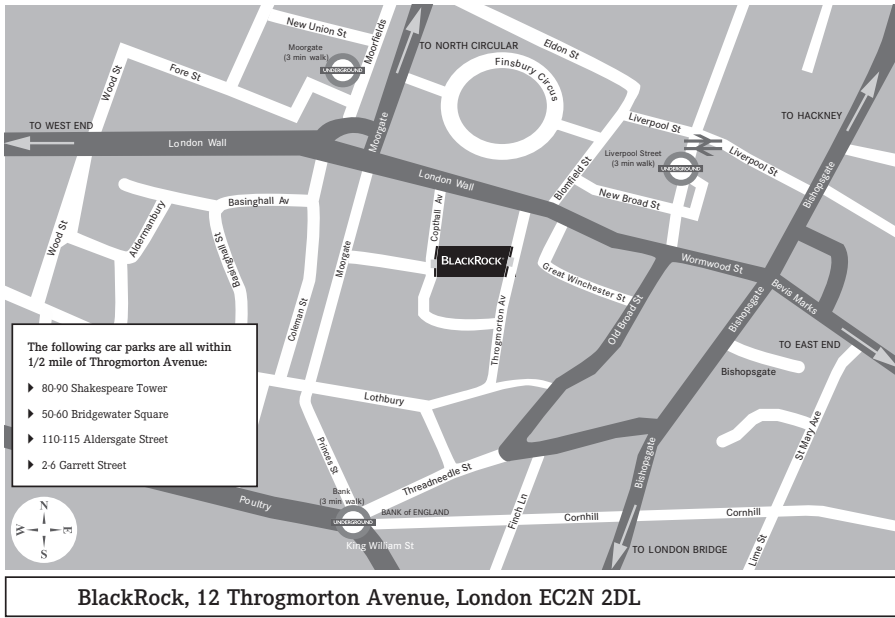 New Union St
Moorfields
Moorgate
(3 min walk)
UNDERGROUND
TO NORTH CIRCULAR
Eldon St
Finsbury Circus
Fore St
Wood St
TO WEST END
London Wall
Moorgate
London Wall
Liverpool St
Liverpool St
Liverpool Street
(3 min walk)
UNDERGROUND
TO HACKNEY
Bishopsgate
Blomfield St
New Broad St
Basinghall Av
Aldermanbury
Wood St
Basinghall St
Moorgate
Copthall Av
BLACKROCK
Great Winchester St
Wormwood St
Bevis Marks
Bishopsgate
Old Broad St
Throgmorton Av
Coleman St
TO EAST END
Bishopsgate
The following car parks are all within
1/2 mile of Throgmorton Avenue:
80-90 Shakespeare Tower
50-60 Bridgewater Square
110-115 Aldersgate Street
2-6 Garrett Street
Lothbury
Princes St
Threadneedle St
Bishopsgate
St Mary Axe
Bank
(3 min walk)
UNDERGROUND
BANK of ENGLAND
Poultry
King William St
Finch Ln
Cornhill
Cornhill
Lime St
TO LONDON BRIDGE
N
W
E
S
BlackRock, 12 Throgmorton Avenue, London EC2N 2DL